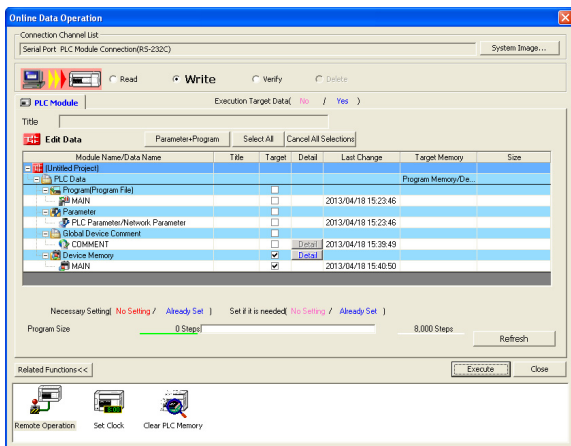 Online Data Operation
Connection Channel List
Serial Port PLC Module Connection(RS-232C)
System Image...
Read
Write
Verify
Delete
PLC Module
Execution Target Data( No / Yes )
Title
Edit Data
Parameter+Program
Select All
Cancel All Selections
Module Name/Data Name Title Target Detail Last Change Target Memory Size
(Untitled Project)
PLC Data Program Memory/De...
Program(Program File)
MAIN 2013/04/18 15:23:46
Parameter
PLC Parameter/Network Parameter 2013/04/18 15:23:46
Global Device Comment
COMMENT Detail 2013/04/18 15:39:49
Device Memory Detail
MAIN 2013/04/18 15:40:50
Necessary Setting( No Setting / Already Set ) Set if it is needed( No Setting / Already Set )
Program Size 0 Steps 8,000 Steps
Refresh
Related Functions<<
Execute
Close
Remote Operation
Set Clock
Clear PLC Memory